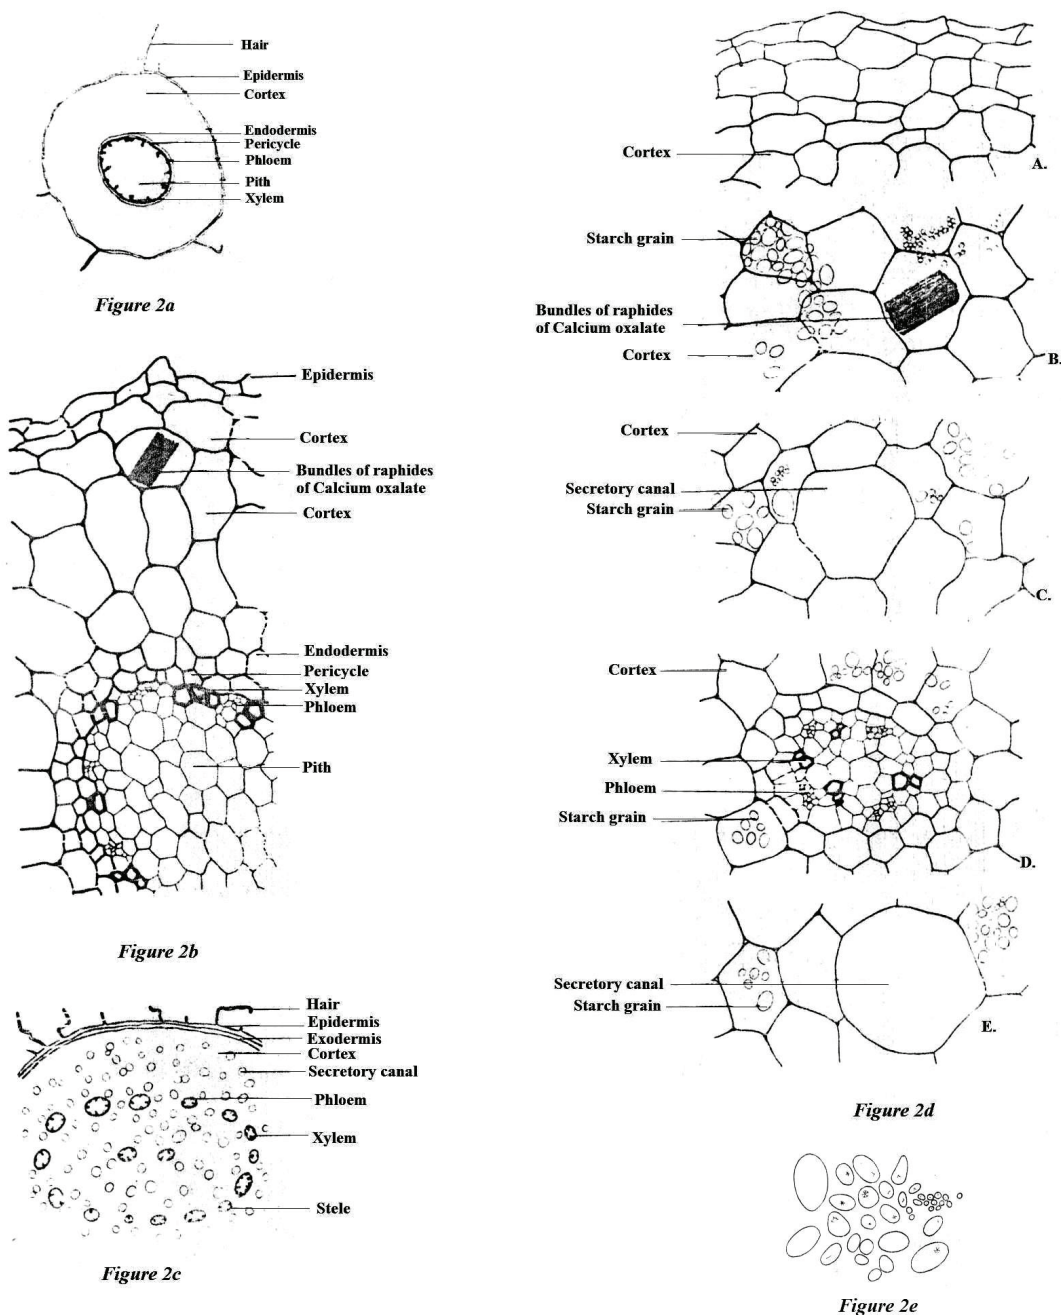 Hair
Epidermis
Cortex
Endodermis
Pericycle
Phloem
Pith
Xylem
Figure 2a
Epidermis
Cortex
Bundles of raphides
of Calcium oxalate
Cortex
Endodermis
Pericycle
Xylem
Phloem
Pith
Figure 2b
Hair
Epidermis
Exodermis
Cortex
Secretory canal
Phloem
Xylem
Stele
Figure 2c
Cortex
A.
Starch grain
Bundles of raphides
of Calcium oxalate
Cortex
B.
Cortex
Secretory canal
Starch grain
C.
Cortex
Xylem
Phloem
Starch grain
D.
Secretory canal
Starch grain
E.
Figure 2d
Figure 2e